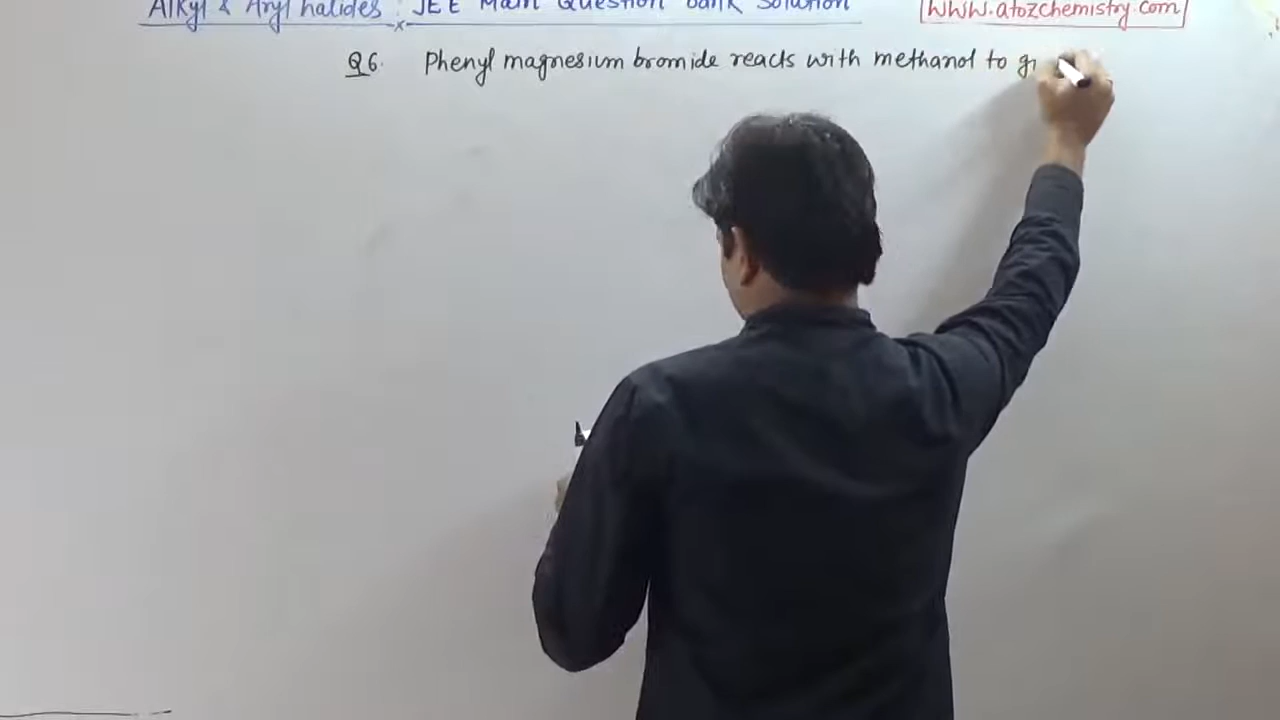 Alkyl & Aryl halides : JEE Main Question bank Solution
www.atozchemistry.com
Q6. Phenyl magnesium bromide reacts with methanol to gi